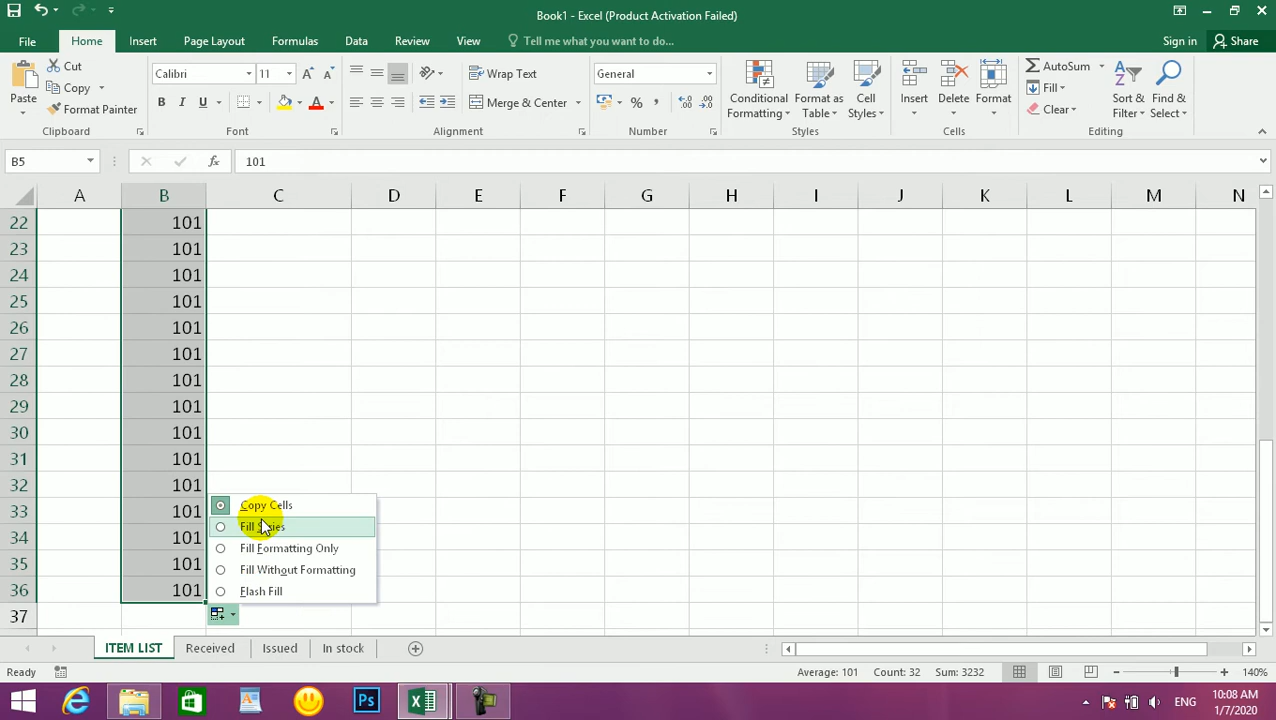 Book1 - Excel (Product Activation Failed)
File Home Insert Page Layout Formulas Data Review View Tell me what you want to do... Sign in Share
Paste Cut Copy Format Painter Clipboard
Calibri 11 A A B I U A Font
Wrap Text Merge & Center Alignment
General % , Number
Conditional Formatting Format as Table Cell Styles Styles
Insert Delete Format Cells
AutoSum Fill Clear Sort & Filter Find & Select Editing
B5 fx 101
A B C D E F G H I J K L M N
22 101
23 101
24 101
25 101
26 101
27 101
28 101
29 101
30 101
31 101
32 101
33 101
34 101
35 101
36 101
37
Copy Cells
Fill Series
Fill Formatting Only
Fill Without Formatting
Flash Fill
ITEM LIST Received Issued In stock
Ready Average: 101 Count: 32 Sum: 3232 140%
Ps ENG 10:08 AM
1/7/2020